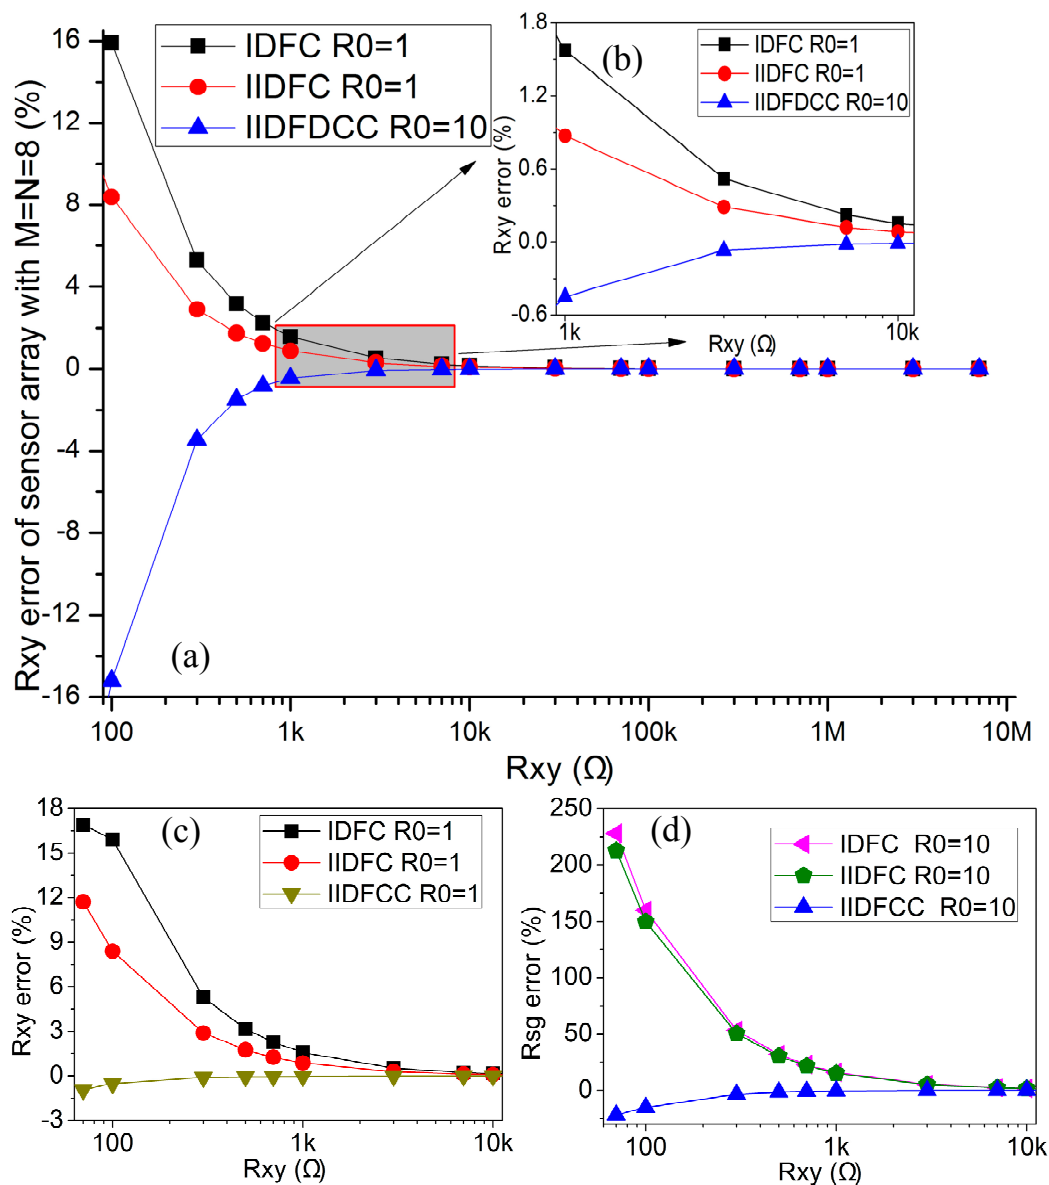 Rxy error of sensor array with M=N=8 (%)
16
12
8
4
0
-4
-8
-12
-16
IDFC R0=1
IIDFC R0=1
IIDFDCC R0=10
(a)
100
1k
10k
100k
1M
10M
Rxy (Ω)
Rxy error (%)
1.8
1.2
0.6
0.0
-0.6
(b)
IDFC R0=1
IIDFC R0=1
IIDFDCC R0=10
1k
Rxy (Ω)
10k
Rxy error (%)
18
15
12
9
6
3
0
-3
(c)
IDFC R0=1
IIDFC R0=1
IIDFCC R0=1
100
1k
10k
Rxy (Ω)
Rsg error (%)
250
200
150
100
50
0
(d)
IDFC R0=10
IIDFC R0=10
IIDFCC R0=10
100
1k
10k
Rxy (Ω)